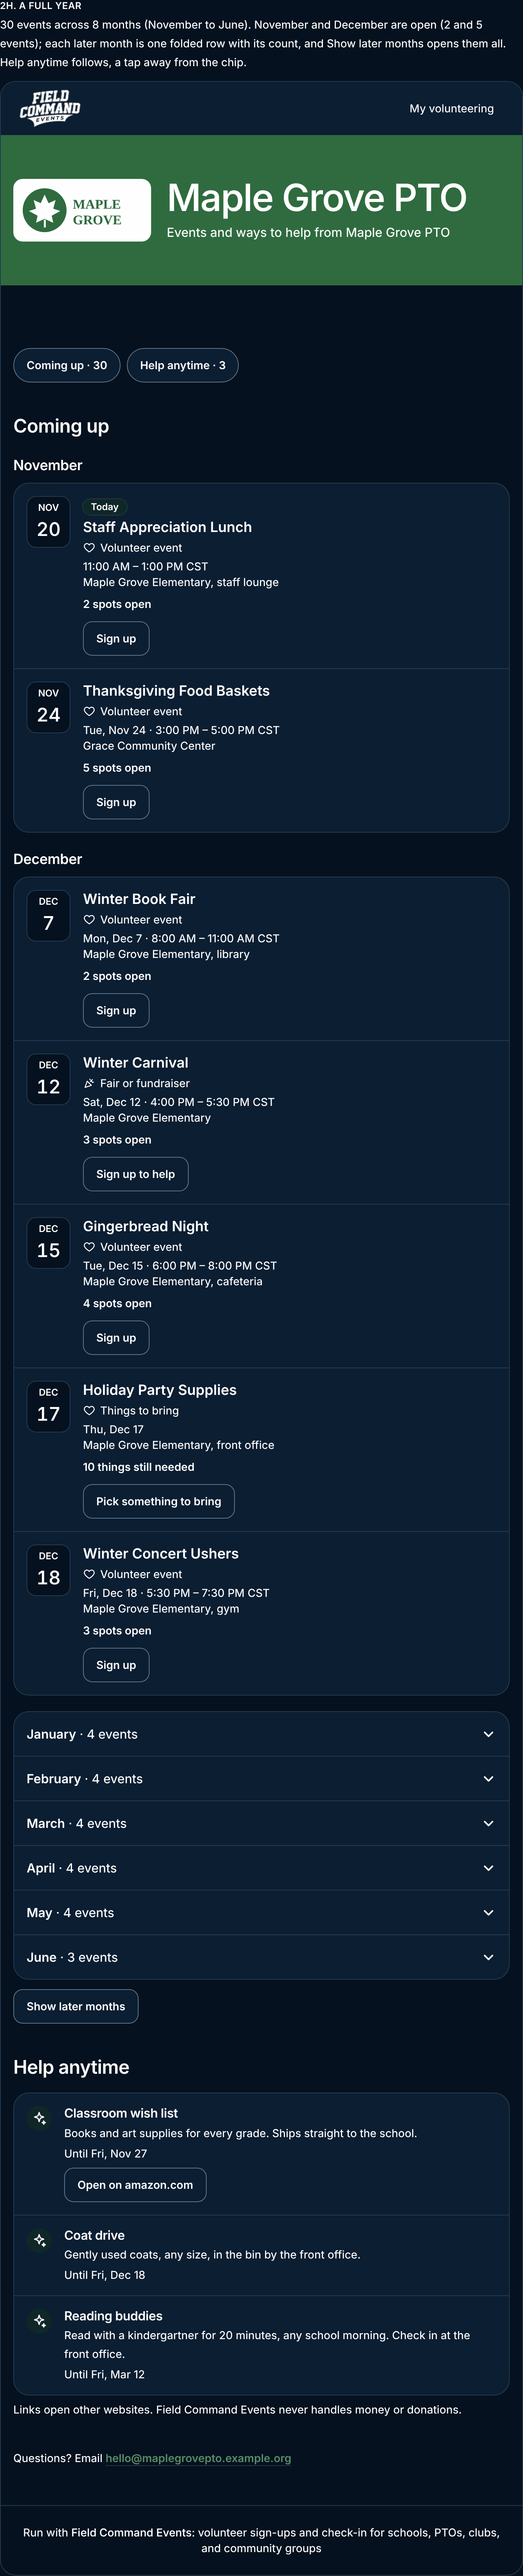 2H. A FULL YEAR
30 events across 8 months (November to June). November and December are open (2 and 5
events); each later month is one folded row with its count, and Show later months opens them all.
Help anytime follows, a tap away from the chip.
FIELD
COMMAND
EVENTS
My volunteering
MAPLE
GROVE
Maple Grove PTO
Events and ways to help from Maple Grove PTO
Coming up · 30
Help anytime · 3
Coming up
November
NOV
20
Today
Staff Appreciation Lunch
Volunteer event
11:00 AM – 1:00 PM CST
Maple Grove Elementary, staff lounge
2 spots open
Sign up
NOV
24
Thanksgiving Food Baskets
Volunteer event
Tue, Nov 24 · 3:00 PM – 5:00 PM CST
Grace Community Center
5 spots open
Sign up
December
DEC
7
Winter Book Fair
Volunteer event
Mon, Dec 7 · 8:00 AM – 11:00 AM CST
Maple Grove Elementary, library
2 spots open
Sign up
DEC
12
Winter Carnival
Fair or fundraiser
Sat, Dec 12 · 4:00 PM – 5:30 PM CST
Maple Grove Elementary
3 spots open
Sign up to help
DEC
15
Gingerbread Night
Volunteer event
Tue, Dec 15 · 6:00 PM – 8:00 PM CST
Maple Grove Elementary, cafeteria
4 spots open
Sign up
DEC
17
Holiday Party Supplies
Things to bring
Thu, Dec 17
Maple Grove Elementary, front office
10 things still needed
Pick something to bring
DEC
18
Winter Concert Ushers
Volunteer event
Fri, Dec 18 · 5:30 PM – 7:30 PM CST
Maple Grove Elementary, gym
3 spots open
Sign up
January · 4 events
February · 4 events
March · 4 events
April · 4 events
May · 4 events
June · 3 events
Show later months
Help anytime
Classroom wish list
Books and art supplies for every grade. Ships straight to the school.
Until Fri, Nov 27
Open on amazon.com
Coat drive
Gently used coats, any size, in the bin by the front office.
Until Fri, Dec 18
Reading buddies
Read with a kindergartner for 20 minutes, any school morning. Check in at the
front office.
Until Fri, Mar 12
Links open other websites. Field Command Events never handles money or donations.
Questions? Email hello@maplegrovepto.example.org
Run with Field Command Events: volunteer sign-ups and check-in for schools, PTOs, clubs,
and community groups